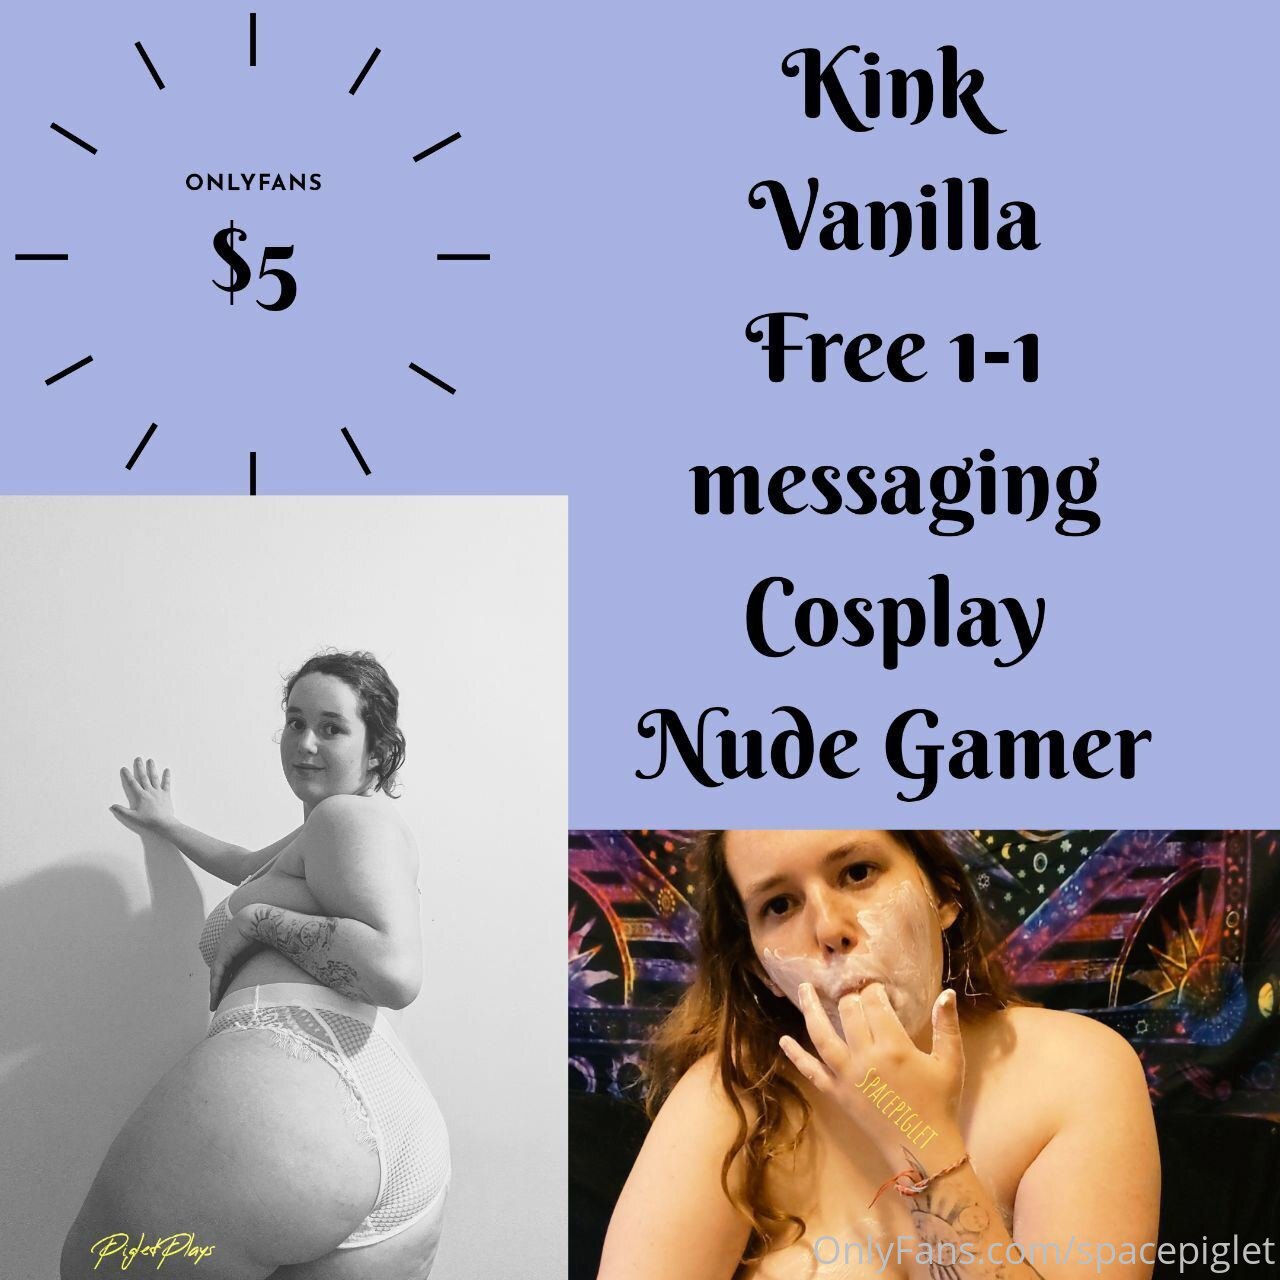 ONLYFANS
$5
Kink
Vanilla
Free 1-1
messaging
Cosplay
Nude Gamer
PigletPlays
SPACEPIGLET
OnlyFans.com/spacepiglet